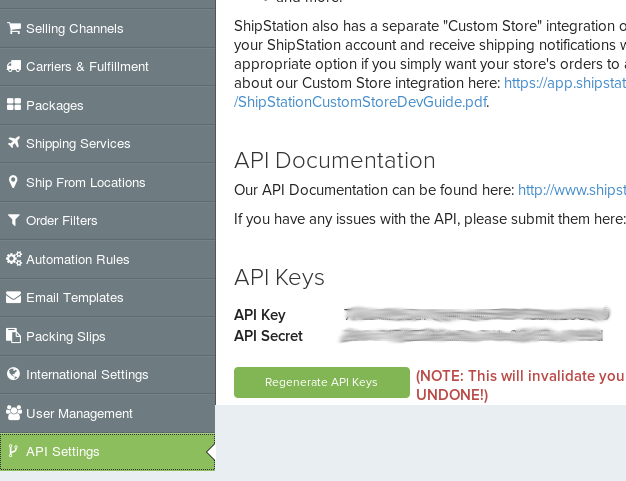 Selling Channels
Carriers & Fulfillment
Packages
Shipping Services
Ship From Locations
Order Filters
Automation Rules
Email Templates
Packing Slips
International Settings
User Management
API Settings
ShipStation also has a separate "Custom Store" integration o
your ShipStation account and receive shipping notifications
appropriate option if you simply want your store's orders to
about our Custom Store integration here: https://app.shipstat
/ShipStationCustomStoreDevGuide.pdf.
API Documentation
Our API Documentation can be found here: http://www.shipst
If you have any issues with the API, please submit them here:
API Keys
API Key
API Secret
Regenerate API Keys
(NOTE: This will invalidate you
UNDONE!)